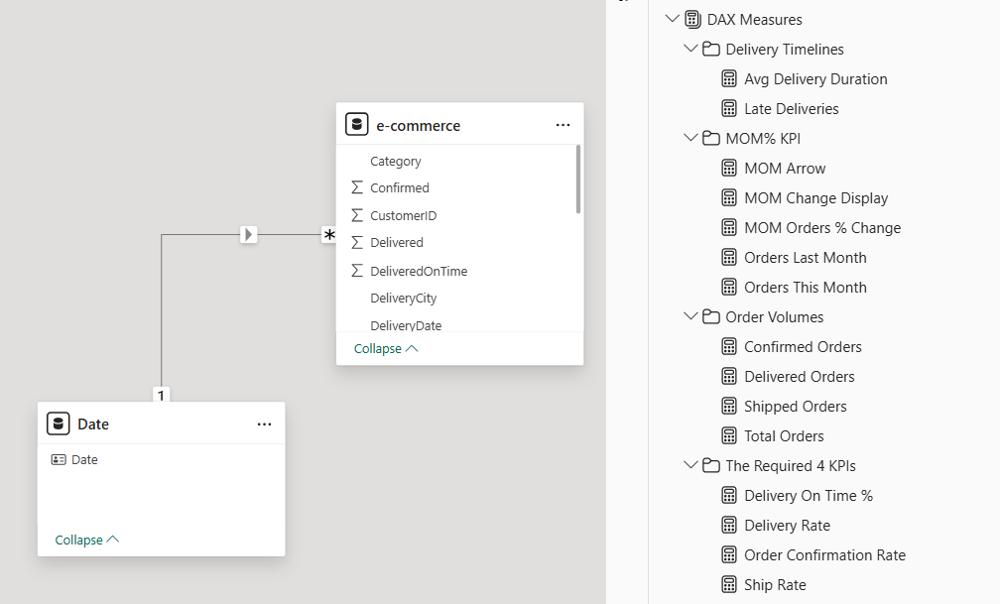 e-commerce
...
Category
Confirmed
CustomerID
Delivered
DeliveredOnTime
DeliveryCity
DeliveryDate
Collapse
*
1
Date
...
Date
Collapse
DAX Measures
Delivery Timelines
Avg Delivery Duration
Late Deliveries
MOM% KPI
MOM Arrow
MOM Change Display
MOM Orders % Change
Orders Last Month
Orders This Month
Order Volumes
Confirmed Orders
Delivered Orders
Shipped Orders
Total Orders
The Required 4 KPIs
Delivery On Time %
Delivery Rate
Order Confirmation Rate
Ship Rate